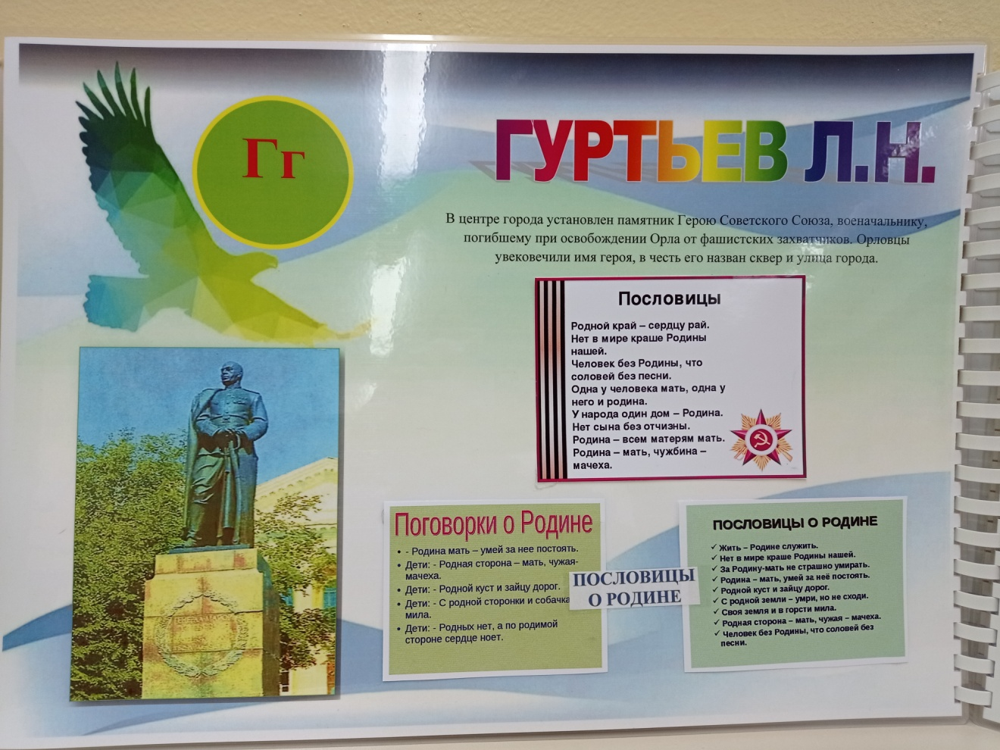 Гг
ГУРТЬЕВ Л.Н.
В центре города установлен памятник Герою Советского Союза, военачальнику,
погибшему при освобождении Орла от фашистских захватчиков. Орловцы
увековечили имя героя, в честь его назван сквер и улица города.
Пословицы
Родной край – сердцу рай.
Нет в мире краше Родины
нашей.
Человек без Родины, что
соловей без песни.
Одна у человека мать, одна у
него и родина.
У народа один дом – Родина.
Нет сына без отчизны.
Родина – всем матерям мать.
Родина – мать, чужбина –
мачеха.
Поговорки о Родине
• - Родина мать – умей за нее постоять.
• Дети: - Родная сторона – мать, чужая-
мачеха.
• Дети: - Родной куст и зайцу дорог.
• Дети: - С родной сторонки и собачка
мила.
• Дети: - Родных нет, а по родимой
стороне сердце ноет.
ПОСЛОВИЦЫ
О РОДИНЕ
ПОСЛОВИЦЫ О РОДИНЕ
✓ Жить – Родине служить.
✓ Нет в мире краше Родины нашей.
✓ За Родину-мать не страшно умирать.
✓ Родина – мать, умей за неё постоять.
✓ Родной куст и зайцу дорог.
✓ С родной земли – умри, но не сходи.
✓ Своя земля и в горсти мила.
✓ Родная сторона – мать, чужая – мачеха.
✓ Человек без Родины, что соловей без
песни.